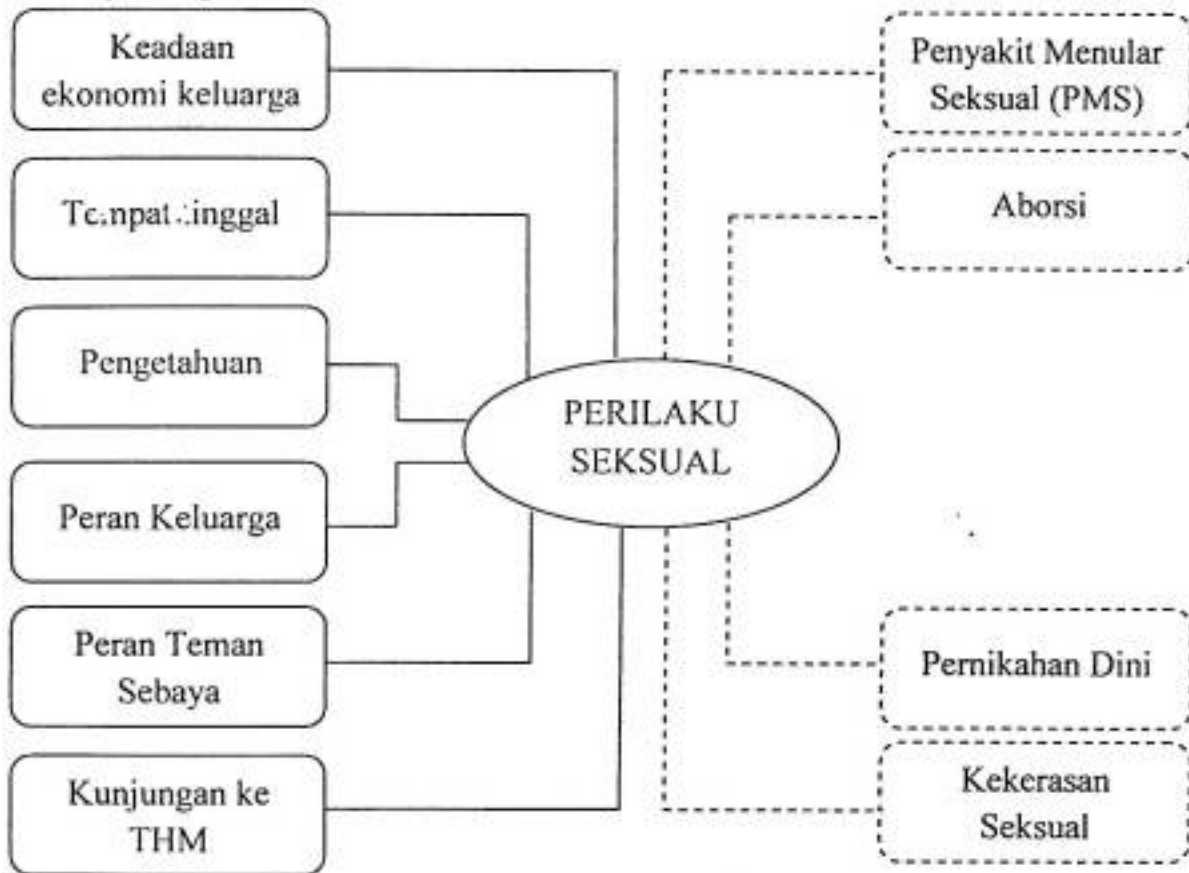 Keadaan
ekonomi keluarga
Pengetahuan
Peran Keluarga
Peran Teman
Sebaya
Kunjungan ke
THM
PERILAKU
SEKSUAL
Penyakit Menular
Seksual (PMS)
Aborsi
Pernikahan Dini
Kekerasan
Seksual